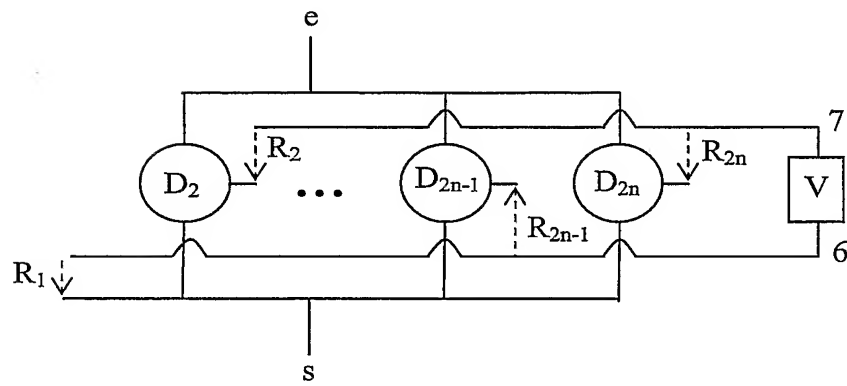 e
7
R₂
R₂ₙ
D₂
...
D₂ₙ₋₁
D₂ₙ
V
R₂ₙ₋₁
6
R₁
s